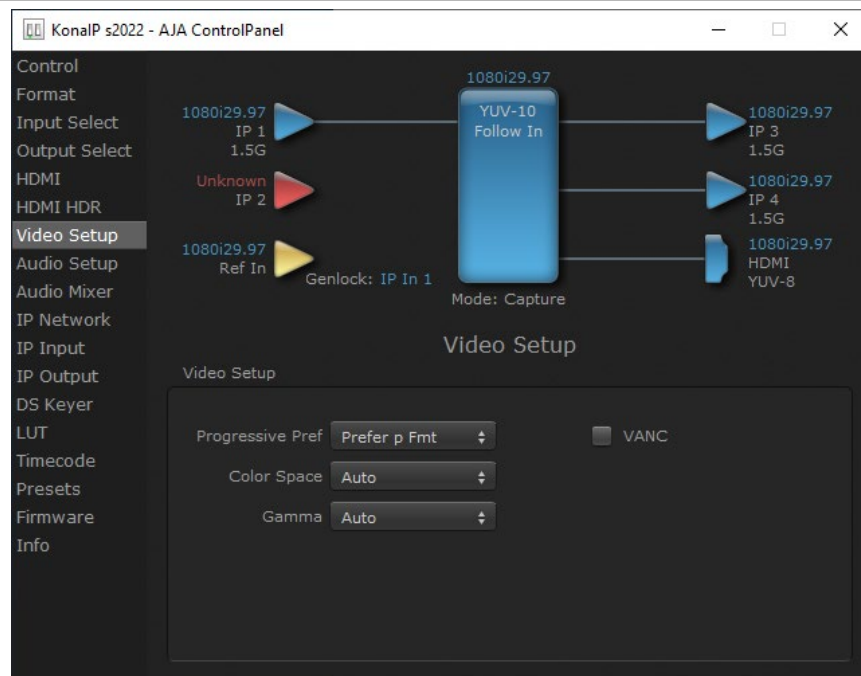 KonaIP s2022 - AJA ControlPanel
Control
Format
Input Select
Output Select
HDMI
HDMI HDR
Video Setup
Audio Setup
Audio Mixer
IP Network
IP Input
IP Output
DS Keyer
LUT
Timecode
Presets
Firmware
Info
1080i29.97
1080i29.97
IP 1
1.5G
Unknown
IP 2
1080i29.97
Ref In
Genlock: IP In 1
YUV-10
Follow In
Mode: Capture
1080i29.97
IP 3
1.5G
1080i29.97
IP 4
1.5G
1080i29.97
HDMI
YUV-8
Video Setup
Video Setup
Progressive Pref Prefer p Fmt
VANC
Color Space Auto
Gamma Auto